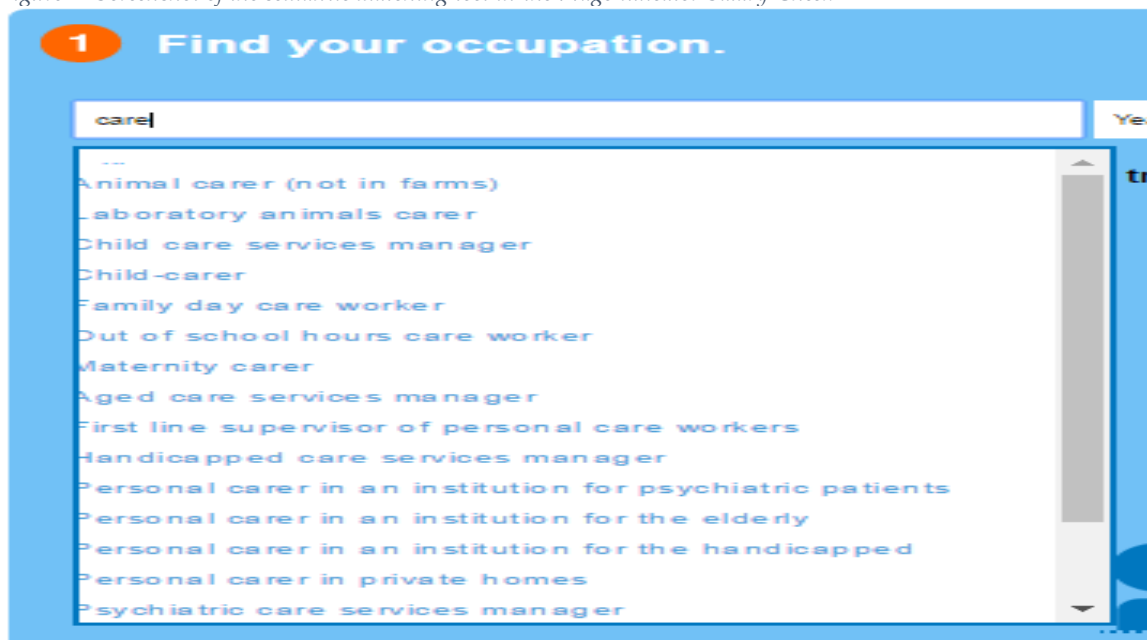 1 Find your occupation.
care
Animal carer (not in farms)
Laboratory animals carer
Child care services manager
Child-carer
Family day care worker
Out of school hours care worker
Maternity carer
Aged care services manager
First line supervisor of personal care workers
Handicapped care services manager
Personal carer in an institution for psychiatric patients
Personal carer in an institution for the elderly
Personal carer in an institution for the handicapped
Personal carer in private homes
Psychiatric care services manager